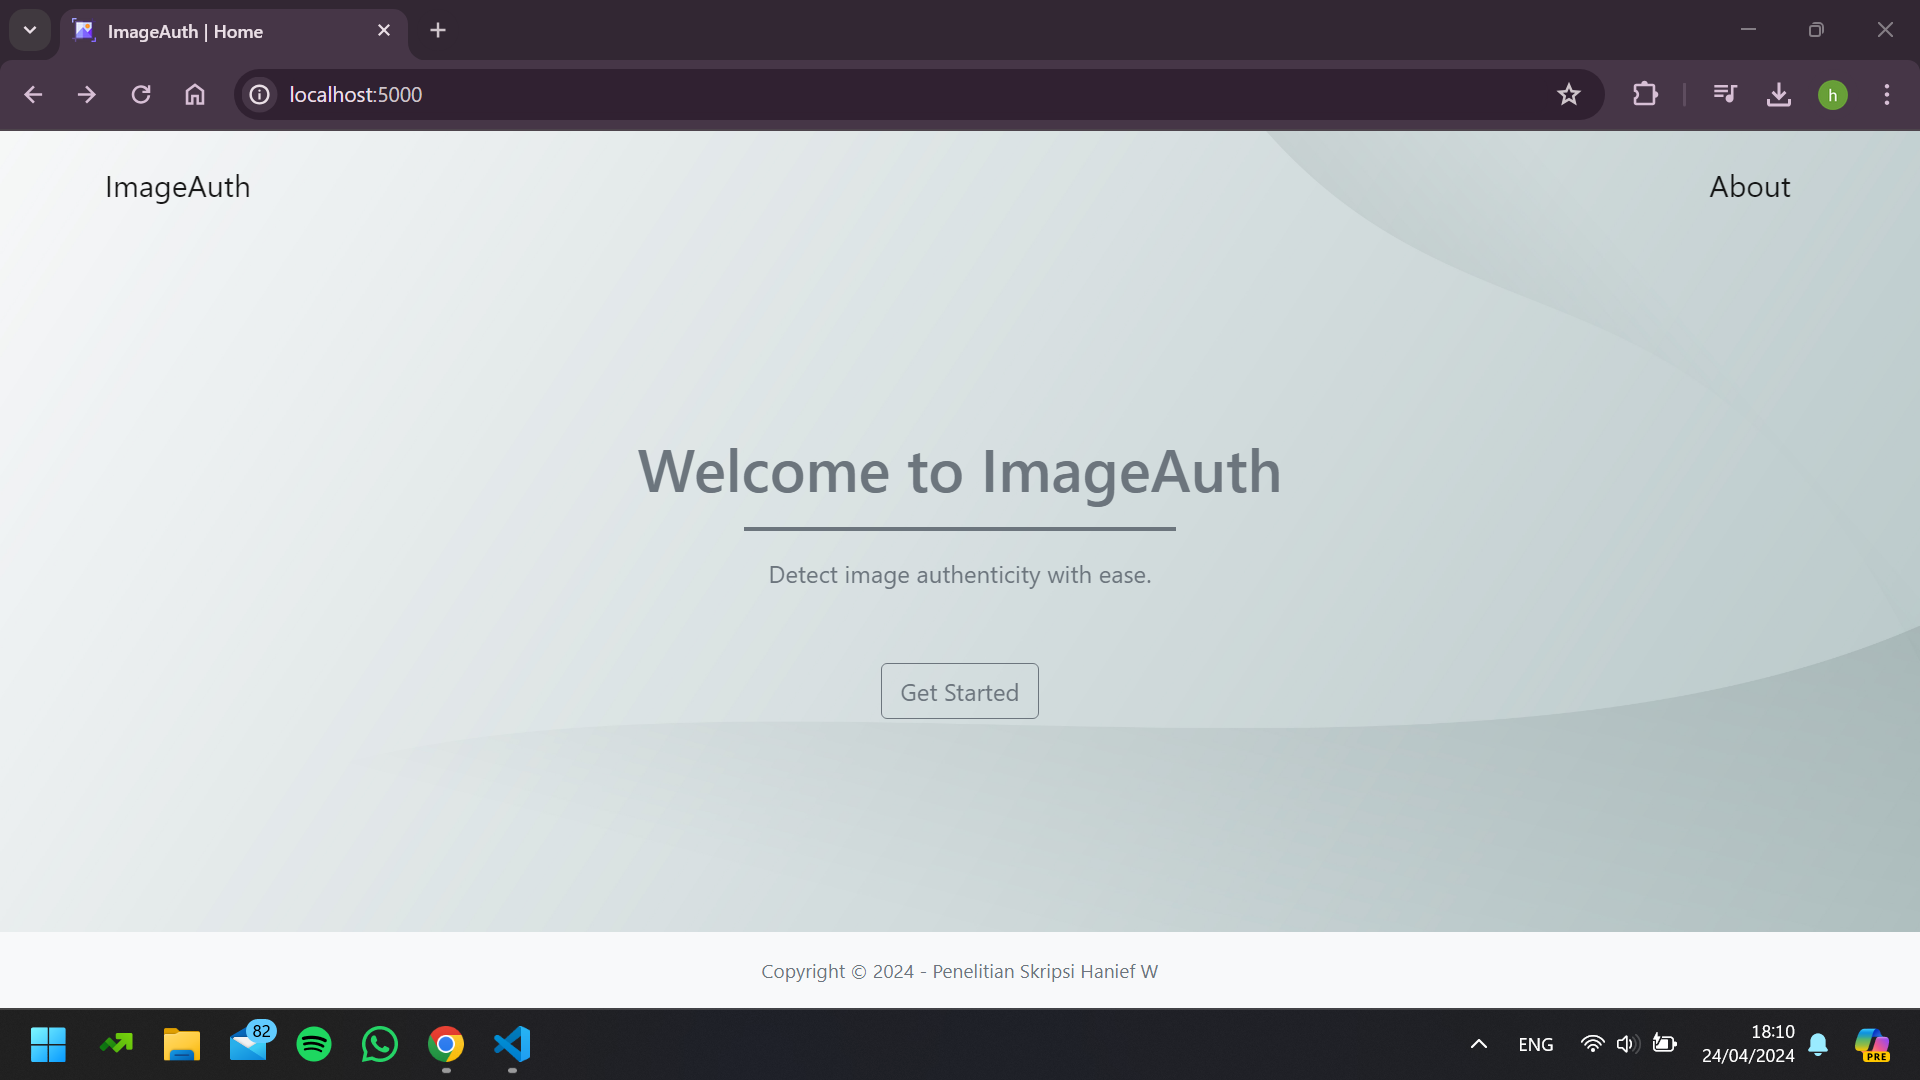 ImageAuth | Home
localhost:5000
h
ImageAuth
About
Welcome to ImageAuth
Detect image authenticity with ease.
Get Started
Copyright © 2024 - Penelitian Skripsi Hanief W
82
ENG
18:10
24/04/2024
PRE